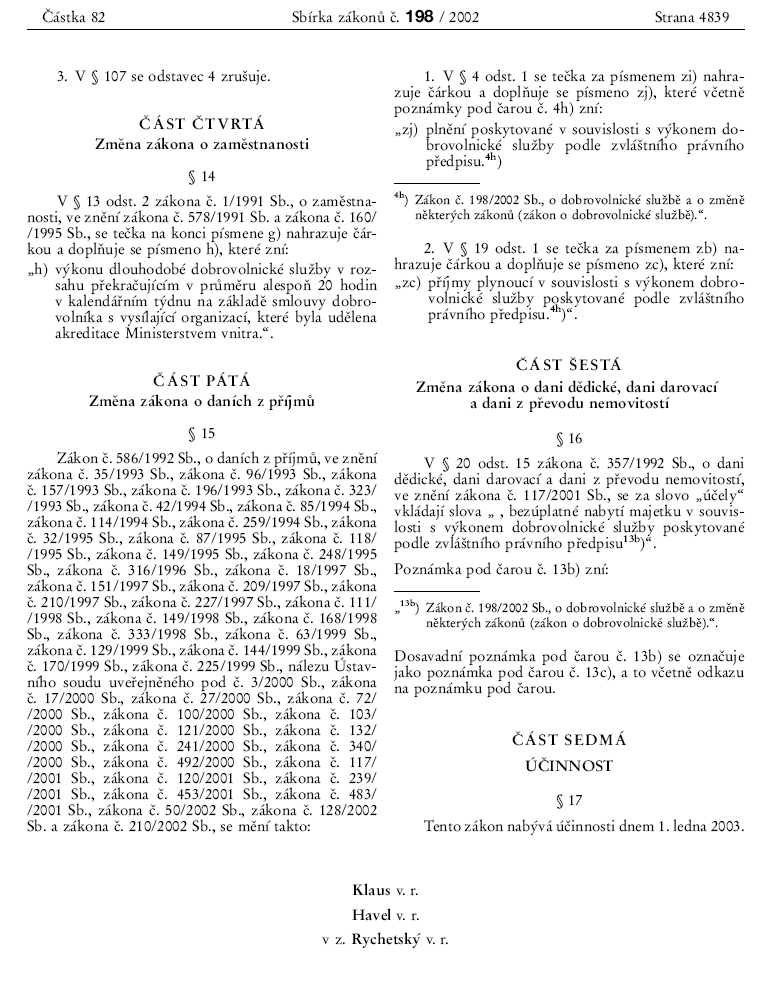 Částka 82
Sbírka zákonů č. 198 / 2002
Strana 4839
3. V § 107 se odstavec 4 zrušuje.
ČÁST ČTVRTÁ
Změna zákona o zaměstnanosti
§ 14
V § 13 odst. 2 zákona č. 1/1991 Sb., o zaměstna-
nosti, ve znění zákona č. 578/1991 Sb. a zákona č. 160/
/1995 Sb., se tečka na konci písmene g) nahrazuje čár-
kou a doplňuje se písmeno h), které zní:
„h) výkonu dlouhodobé dobrovolnické služby v roz-
sahu překračujícím v průměru alespoň 20 hodin
v kalendářním týdnu na základě smlouvy dobro-
volníka s vysílající organizací, které byla udělena
akreditace Ministerstvem vnitra.“.
ČÁST PÁTÁ
Změna zákona o daních z příjmů
§ 15
Zákon č. 586/1992 Sb., o daních z příjmů, ve znění
zákona č. 35/1993 Sb., zákona č. 96/1993 Sb., zákona
č. 157/1993 Sb., zákona č. 196/1993 Sb., zákona č. 323/
/1993 Sb., zákona č. 42/1994 Sb., zákona č. 85/1994 Sb.,
zákona č. 114/1994 Sb., zákona č. 259/1994 Sb., zákona
č. 32/1995 Sb., zákona č. 87/1995 Sb., zákona č. 118/
/1995 Sb., zákona č. 149/1995 Sb., zákona č. 248/1995
Sb., zákona č. 316/1996 Sb., zákona č. 18/1997 Sb.,
zákona č. 151/1997 Sb., zákona č. 209/1997 Sb., zákona
č. 210/1997 Sb., zákona č. 227/1997 Sb., zákona č. 111/
/1998 Sb., zákona č. 149/1998 Sb., zákona č. 168/1998
Sb., zákona č. 333/1998 Sb., zákona č. 63/1999 Sb.,
zákona č. 129/1999 Sb., zákona č. 144/1999 Sb., zákona
č. 170/1999 Sb., zákona č. 225/1999 Sb., nálezu Ústav-
ního soudu uveřejněného pod č. 3/2000 Sb., zákona
č. 17/2000 Sb., zákona č. 27/2000 Sb., zákona č. 72/
/2000 Sb., zákona č. 100/2000 Sb., zákona č. 103/
/2000 Sb., zákona č. 121/2000 Sb., zákona č. 132/
/2000 Sb., zákona č. 241/2000 Sb., zákona č. 340/
/2000 Sb., zákona č. 492/2000 Sb., zákona č. 117/
/2001 Sb., zákona č. 120/2001 Sb., zákona č. 239/
/2001 Sb., zákona č. 453/2001 Sb., zákona č. 483/
/2001 Sb., zákona č. 50/2002 Sb., zákona č. 128/2002
Sb. a zákona č. 210/2002 Sb., se mění takto:
1. V § 4 odst. 1 se tečka za písmenem zi) nahra-
zuje čárkou a doplňuje se písmeno zj), které včetně
poznámky pod čarou č. 4h) zní:
„zj) plnění poskytované v souvislosti s výkonem do-
brovolnické služby podle zvláštního právního
předpisu.4h)
4h) Zákon č. 198/2002 Sb., o dobrovolnické službě a o změně
některých zákonů (zákon o dobrovolnické službě).“.
2. V § 19 odst. 1 se tečka za písmenem zb) na-
hrazuje čárkou a doplňuje se písmeno zc), které zní:
„zc) příjmy plynoucí v souvislosti s výkonem dobro-
volnické služby poskytované podle zvláštního
právního předpisu.4h)“.
ČÁST ŠESTÁ
Změna zákona o dani dědické, dani darovací
a dani z převodu nemovitostí
§ 16
V § 20 odst. 15 zákona č. 357/1992 Sb., o dani
dědické, dani darovací a dani z převodu nemovitostí,
ve znění zákona č. 117/2001 Sb., se za slovo „účely“
vkládají slova „ , bezúplatné nabytí majetku v souvis-
losti s výkonem dobrovolnické služby poskytované
podle zvláštního právního předpisu13b)“.
Poznámka pod čarou č. 13b) zní:
„13b) Zákon č. 198/2002 Sb., o dobrovolnické službě a o změně
některých zákonů (zákon o dobrovolnické službě).“.
Dosavadní poznámka pod čarou č. 13b) se označuje
jako poznámka pod čarou č. 13c), a to včetně odkazu
na poznámku pod čarou.
ČÁST SEDMÁ
ÚČINNOST
§ 17
Tento zákon nabývá účinnosti dnem 1. ledna 2003.
Klaus v. r.
Havel v. r.
v z. Rychetský v. r.